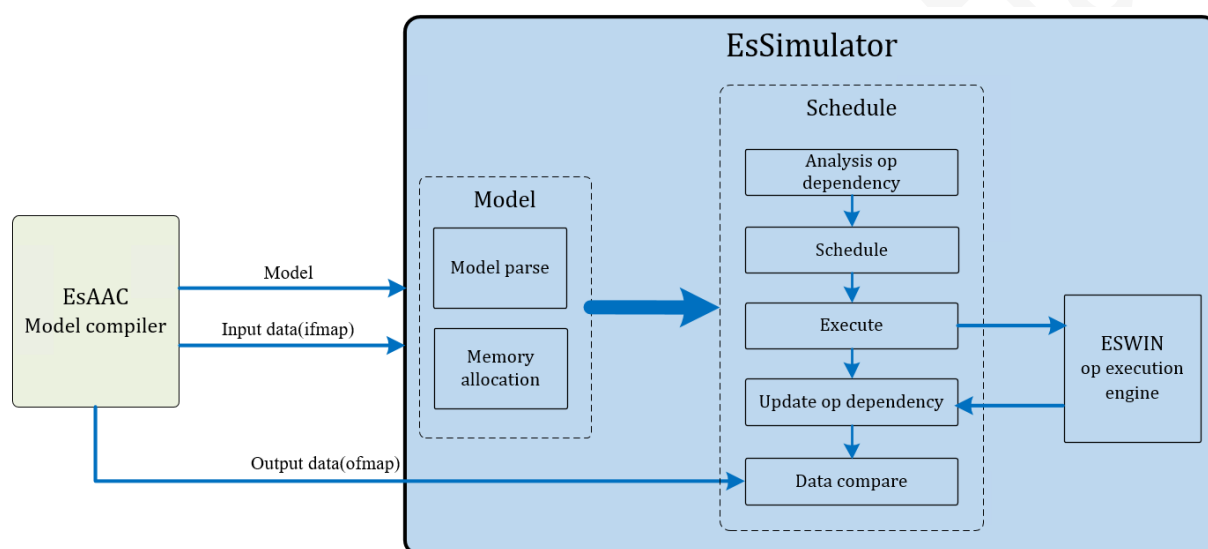 EsSimulator
EsAAC
Model compiler
Model
Input data(ifmap)
Output data(ofmap)
Model
Model parse
Memory
allocation
Schedule
Analysis op
dependency
Schedule
Execute
Update op dependency
Data compare
ESWIN
op execution
engine